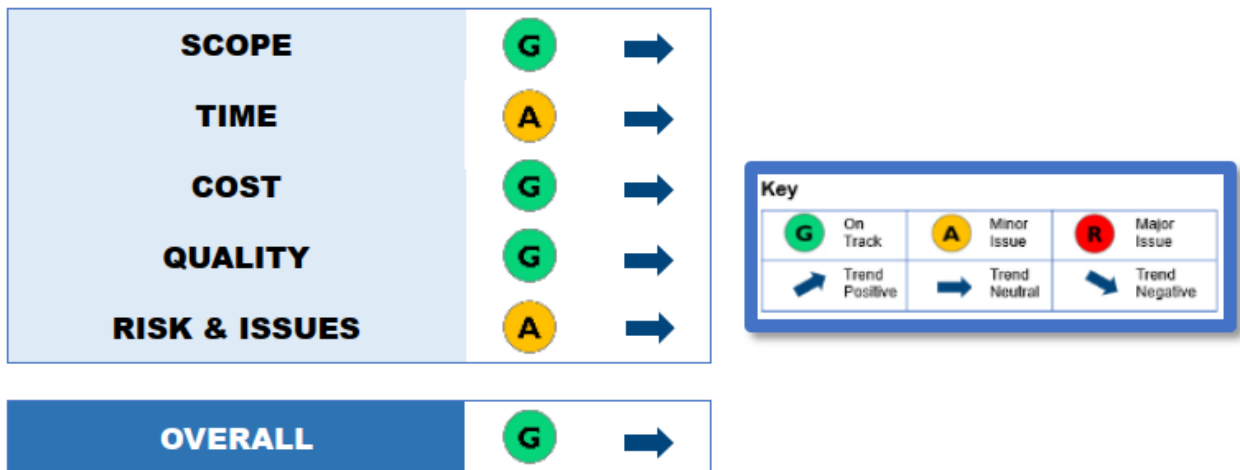 SCOPE G
TIME A
COST G
QUALITY G
RISK & ISSUES A
OVERALL G
Key
G On Track
A Minor Issue
R Major Issue
Trend Positive
Trend Neutral
Trend Negative